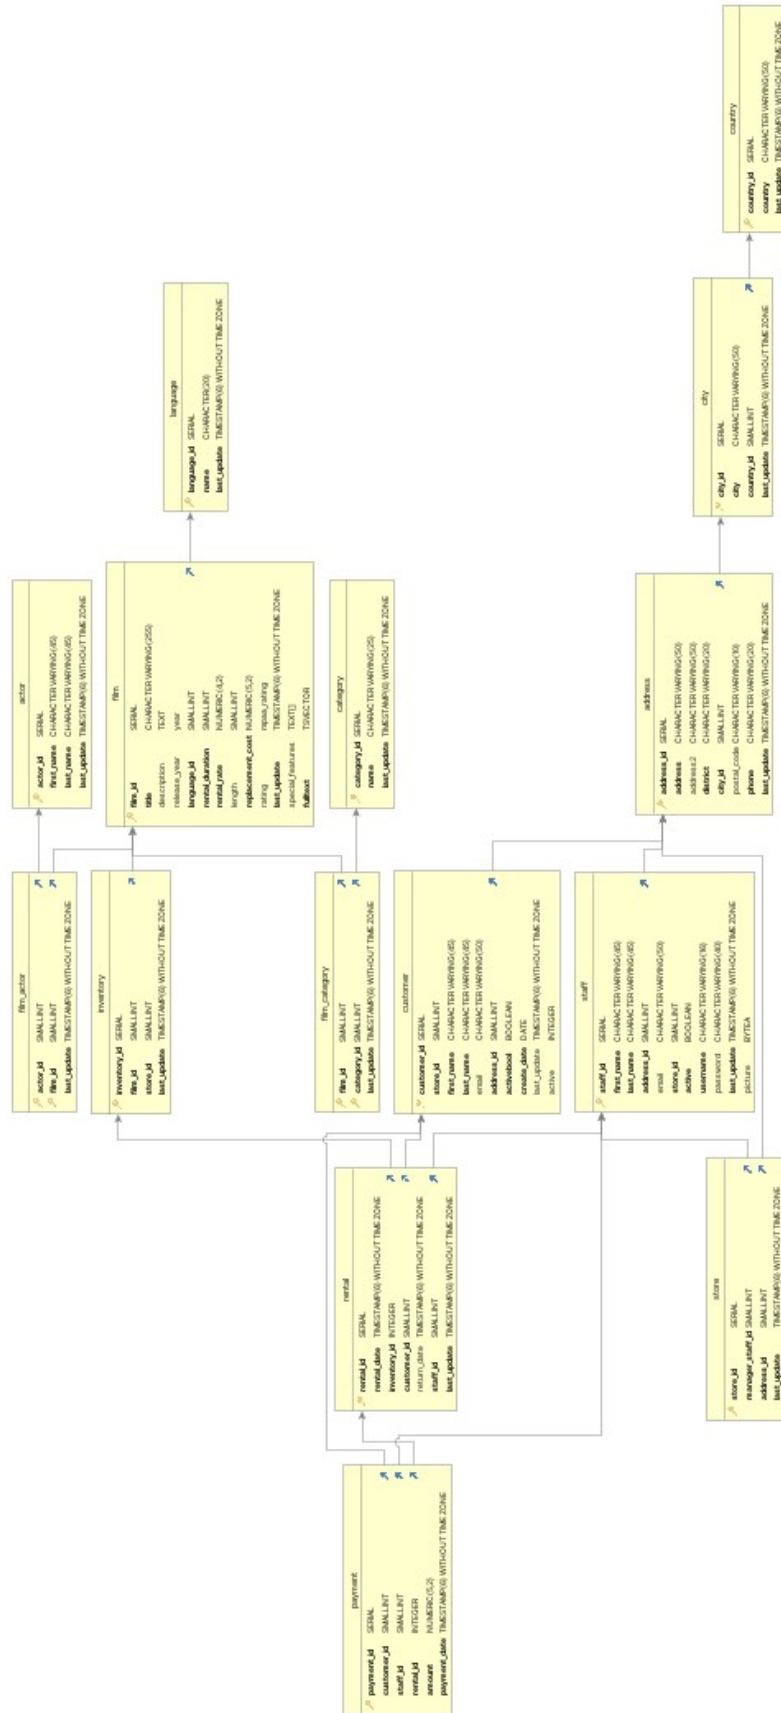 country
country_id SERIAL
country CHARACTER VARYING(50)
last_update TIMESTAMP(6) WITHOUT TIME ZONE
language
language_id SERIAL
name CHARACTER(20)
last_update TIMESTAMP(6) WITHOUT TIME ZONE
city
city_id SERIAL
city CHARACTER VARYING(50)
country_id SMALLINT
last_update TIMESTAMP(6) WITHOUT TIME ZONE
actor
actor_id SERIAL
first_name CHARACTER VARYING(45)
last_name CHARACTER VARYING(45)
last_update TIMESTAMP(6) WITHOUT TIME ZONE
film
film_id SERIAL
title CHARACTER VARYING(255)
description TEXT
release_year year
language_id SMALLINT
rental_duration SMALLINT
rental_rate NUMERIC(4,2)
length SMALLINT
replacement_cost NUMERIC(5,2)
rating mpaa_rating
last_update TIMESTAMP(6) WITHOUT TIME ZONE
special_features TEXT[]
fulltext TSVECTOR
category
category_id SERIAL
name CHARACTER VARYING(25)
last_update TIMESTAMP(6) WITHOUT TIME ZONE
address
address_id SERIAL
address CHARACTER VARYING(50)
address2 CHARACTER VARYING(50)
district CHARACTER VARYING(20)
city_id SMALLINT
postal_code CHARACTER VARYING(10)
phone CHARACTER VARYING(20)
last_update TIMESTAMP(6) WITHOUT TIME ZONE
film_actor
actor_id SMALLINT
film_id SMALLINT
last_update TIMESTAMP(6) WITHOUT TIME ZONE
inventory
inventory_id SERIAL
film_id SMALLINT
store_id SMALLINT
last_update TIMESTAMP(6) WITHOUT TIME ZONE
film_category
film_id SMALLINT
category_id SMALLINT
last_update TIMESTAMP(6) WITHOUT TIME ZONE
customer
customer_id SERIAL
store_id SMALLINT
first_name CHARACTER VARYING(45)
last_name CHARACTER VARYING(45)
email CHARACTER VARYING(50)
address_id SMALLINT
activebool BOOLEAN
create_date DATE
last_update TIMESTAMP(6) WITHOUT TIME ZONE
active INTEGER
staff
staff_id SERIAL
first_name CHARACTER VARYING(45)
last_name CHARACTER VARYING(45)
address_id SMALLINT
email CHARACTER VARYING(50)
store_id SMALLINT
active BOOLEAN
username CHARACTER VARYING(16)
password CHARACTER VARYING(40)
last_update TIMESTAMP(6) WITHOUT TIME ZONE
picture BYTEA
rental
rental_id SERIAL
rental_date TIMESTAMP(6) WITHOUT TIME ZONE
inventory_id INTEGER
customer_id SMALLINT
return_date TIMESTAMP(6) WITHOUT TIME ZONE
staff_id SMALLINT
last_update TIMESTAMP(6) WITHOUT TIME ZONE
store
store_id SERIAL
manager_staff_id SMALLINT
address_id SMALLINT
last_update TIMESTAMP(6) WITHOUT TIME ZONE
payment
payment_id SERIAL
customer_id SMALLINT
staff_id SMALLINT
rental_id INTEGER
amount NUMERIC(5,2)
payment_date TIMESTAMP(6) WITHOUT TIME ZONE